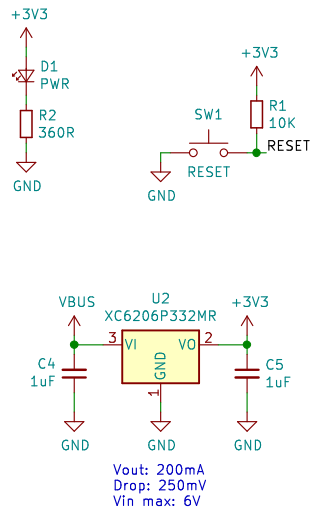 +3V3
D1
PWR
R2
360R
GND
+3V3
SW1
R1
10K
RESET
RESET
GND
VBUS
U2
XC6206P332MR
+3V3
3
VI
VO
2
GND
1
C4
1uF
C5
1uF
GND
GND
GND
Vout: 200mA
Drop: 250mV
Vin max: 6V